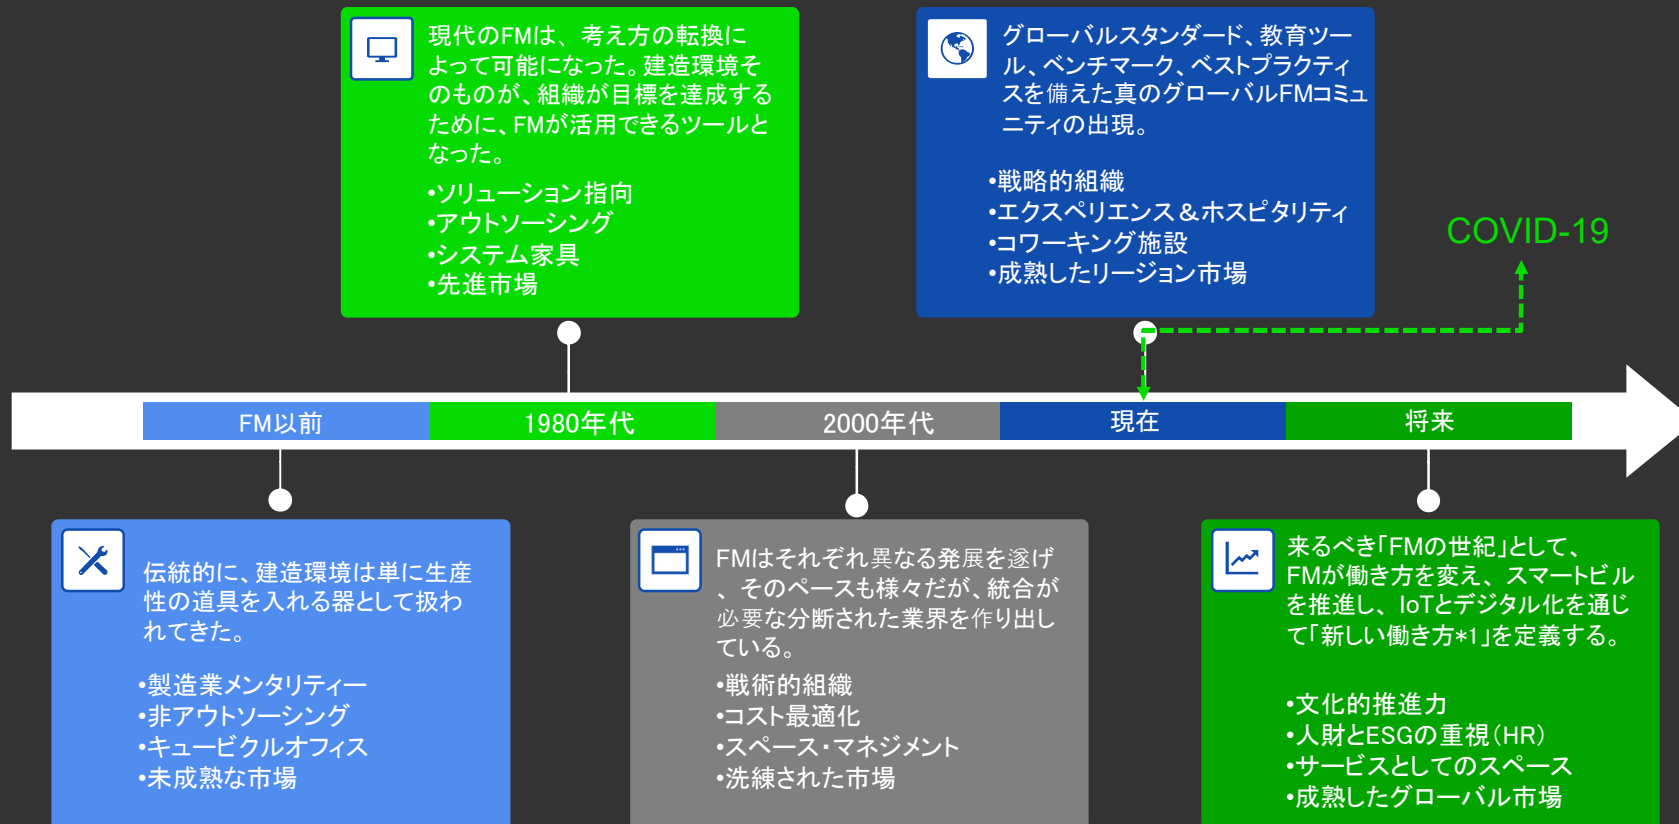 現代のFMは、考え方の転換に
よって可能になった。建造環境そ
のものが、組織が目標を達成する
ために、FMが活用できるツールと
なった。
•ソリューション指向
•アウトソーシング
•システム家具
•先進市場
グローバルスタンダード、教育ツー
ル、ベンチマーク、ベストプラクティ
スを備えた真のグローバルFMコミュ
ニティの出現。
•戦略的組織
•エクスペリエンス＆ホスピタリティ
•コワーキング施設
•成熟したリージョン市場
COVID-19
FM以前
1980年代
2000年代
現在
将来
伝統的に、建造環境は単に生産
性の道具を入れる器として扱わ
れてきた。
•製造業メンタリティー
•非アウトソーシング
•キュービクルオフィス
•未成熟な市場
FMはそれぞれ異なる発展を遂げ
、そのペースも様々だが、統合が
必要な分断された業界を作り出し
ている。
•戦術的組織
•コスト最適化
•スペース・マネジメント
•洗練された市場
来るべき「FMの世紀」として、
FMが働き方を変え、スマートビル
を推進し、IoTとデジタル化を通じ
て「新しい働き方*1」を定義する。
•文化的推進力
•人財とESGの重視（HR）
•サービスとしてのスペース
•成熟したグローバル市場